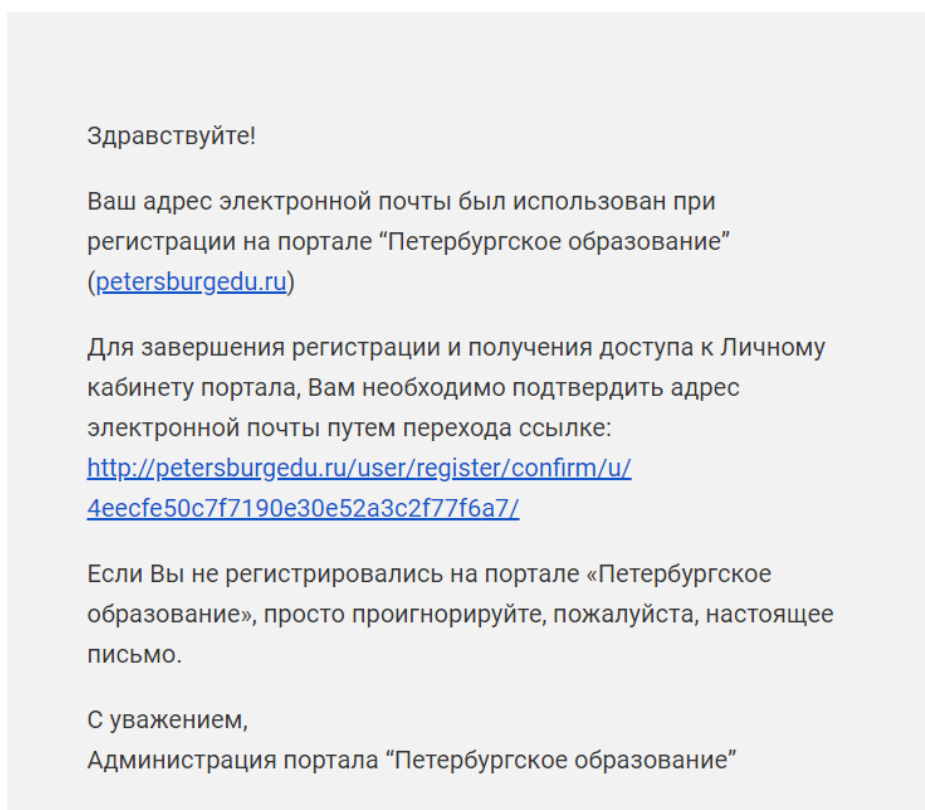 Здравствуйте!
Ваш адрес электронной почты был использован при
регистрации на портале “Петербургское образование”
(petersburgedu.ru)
Для завершения регистрации и получения доступа к Личному
кабинету портала, Вам необходимо подтвердить адрес
электронной почты путем перехода ссылке:
http://petersburgedu.ru/user/register/confirm/u/
4eecfe50c7f7190e30e52a3c2f77f6a7/
Если Вы не регистрировались на портале «Петербургское
образование», просто проигнорируйте, пожалуйста, настоящее
письмо.
С уважением,
Администрация портала “Петербургское образование”